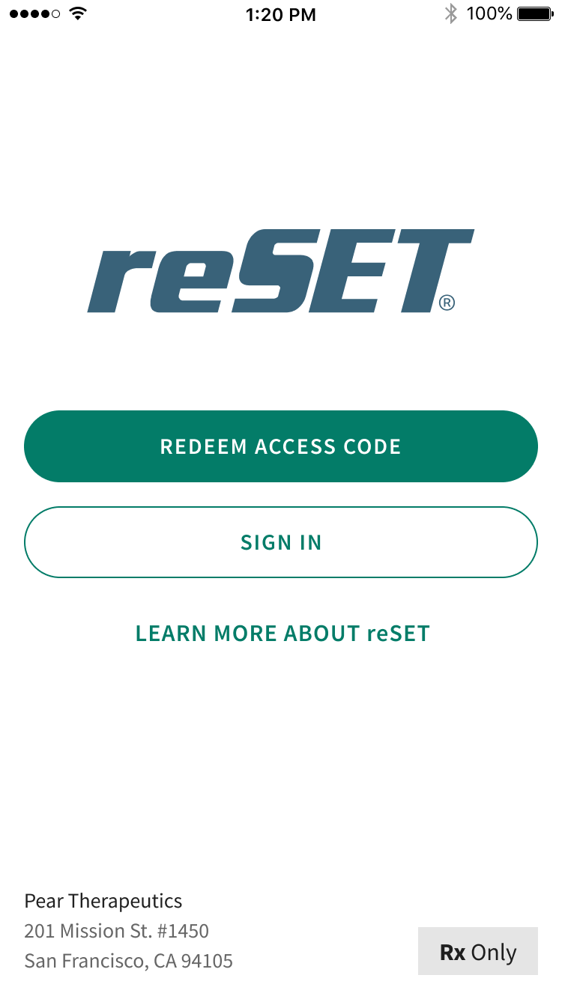 1:20 PM 100%
reSET®
REDEEM ACCESS CODE
SIGN IN
LEARN MORE ABOUT reSET
Pear Therapeutics
201 Mission St. #1450
San Francisco, CA 94105
Rx Only